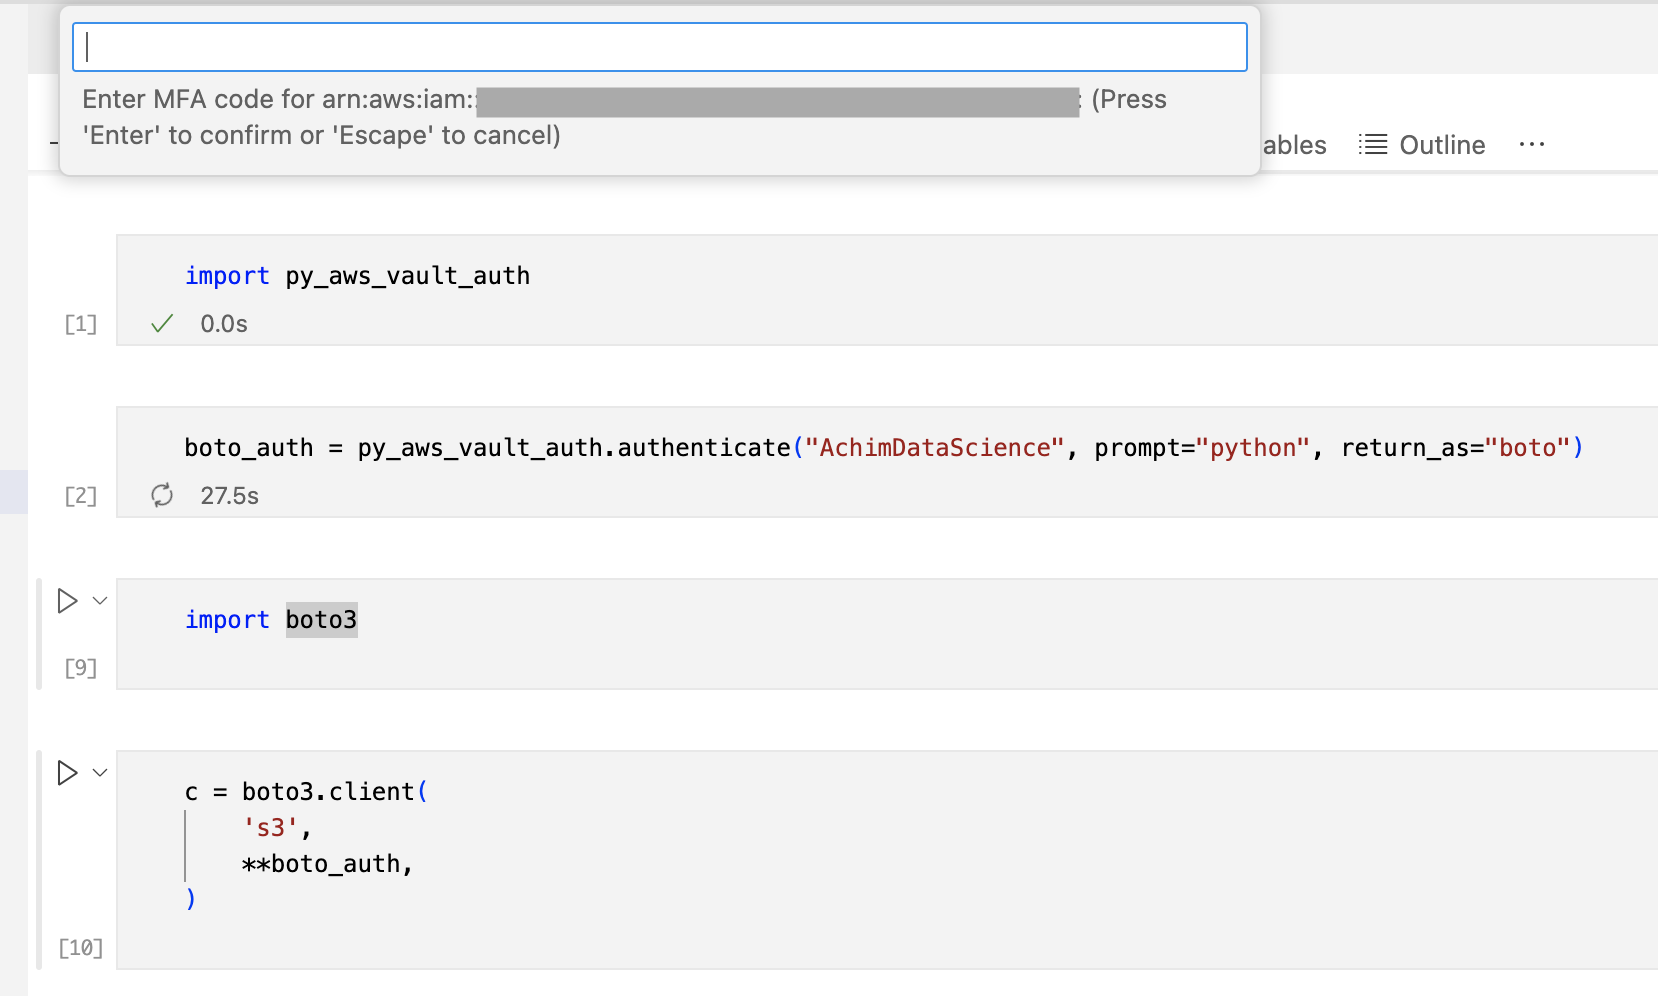 Enter MFA code for arn:aws:iam: : (Press
'Enter' to confirm or 'Escape' to cancel)
ables Outline ...
import py_aws_vault_auth
[1] 0.0s
boto_auth = py_aws_vault_auth.authenticate("AchimDataScience", prompt="python", return_as="boto")
[2] 27.5s
import boto3
[9]
c = boto3.client(
's3',
**boto_auth,
)
[10]